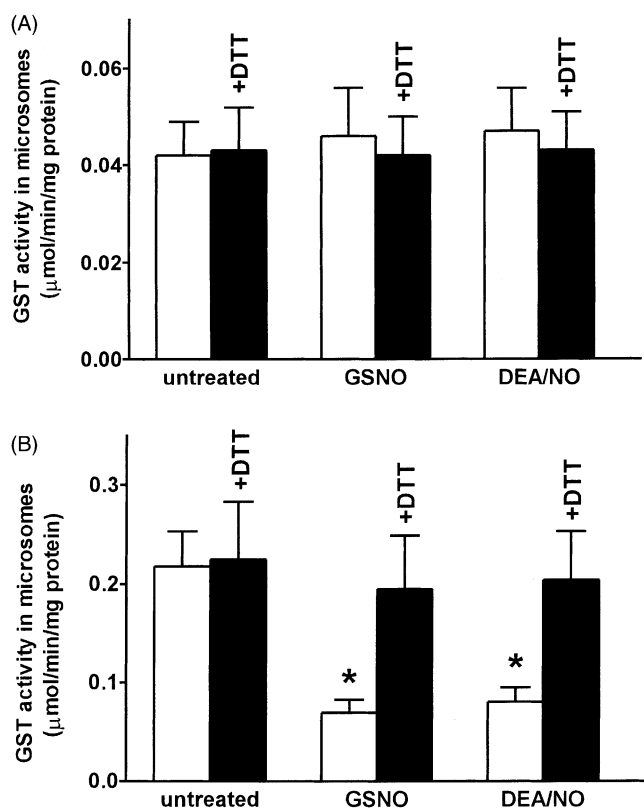 (A)
GST activity in microsomes
(μmol/min/mg protein)
0.06
0.04
0.02
0.00
+DTT
+DTT
+DTT
untreated
GSNO
DEA/NO
(B)
GST activity in microsomes
(μmol/min/mg protein)
0.3
0.2
0.1
0.0
+DTT
+DTT
+DTT
*
*
untreated
GSNO
DEA/NO